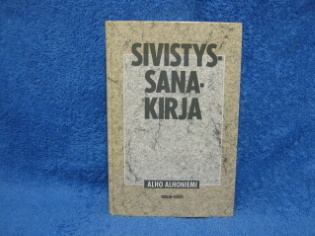 SIVISTYS-
SANA-
KIRJA
ALHO ALHONIEMI